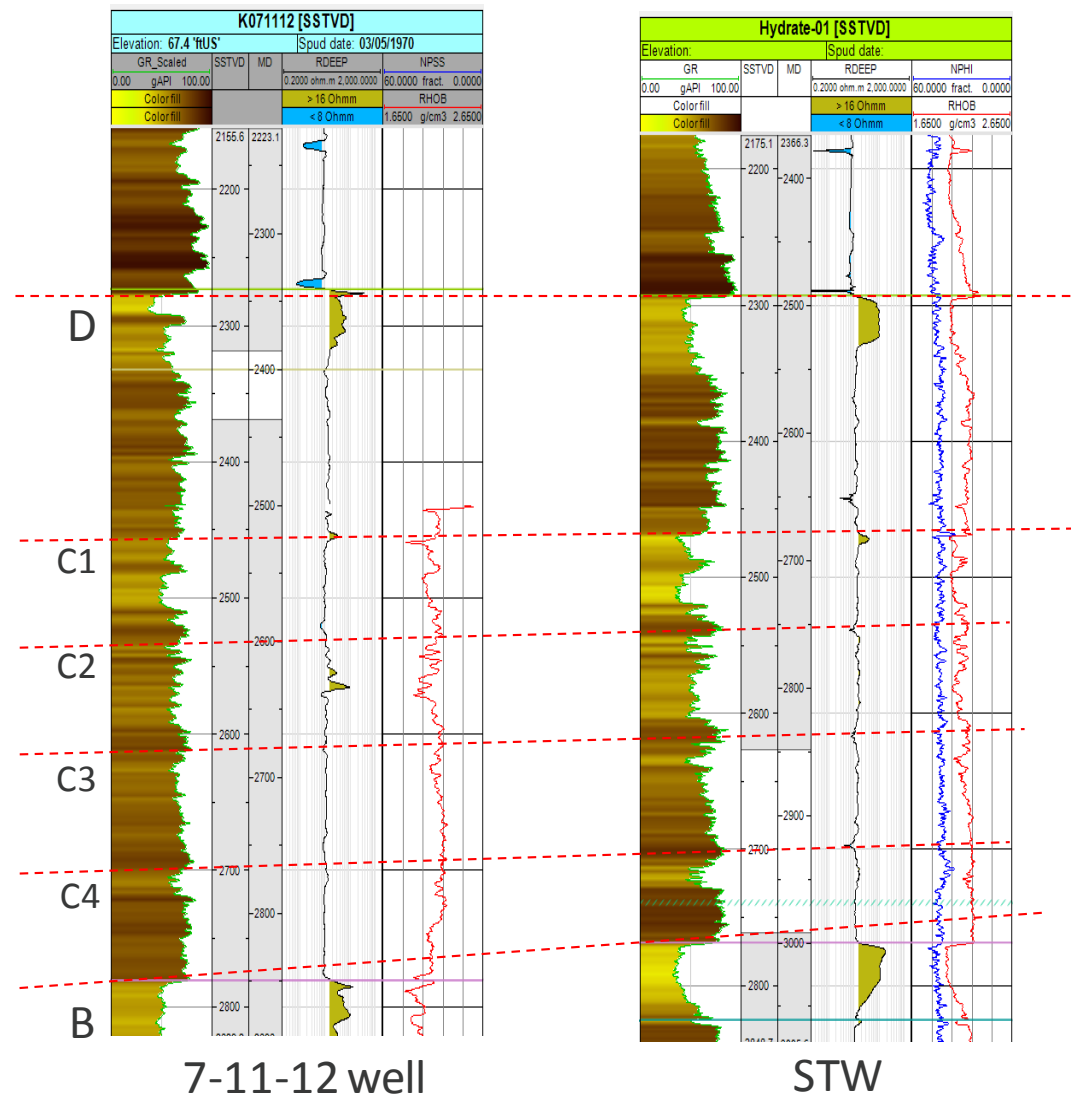 K071112 [SSTVD]
Elevation: 67.4 'ftUS' Spud date: 03/05/1970
GR_Scaled SSTVD MD RDEEP NPSS
0.00 gAPI 100.00 0.2000 ohm.m 2,000.0000 60.0000 fract. 0.0000
Color fill > 16 Ohmm RHOB
Color fill < 8 Ohmm 1.6500 g/cm3 2.6500
2155.6 2223.1
2200
2300
2300
2400
2400
2500
2500
2600
2600
2700
2700
2800
2800
Hydrate-01 [SSTVD]
Elevation: Spud date:
GR SSTVD MD RDEEP NPHI
0.00 gAPI 100.00 0.2000 ohm.m 2,000.0000 60.0000 fract. 0.0000
Color fill > 16 Ohmm RHOB
Color fill < 8 Ohmm 1.6500 g/cm3 2.6500
2175.1 2366.3
2200
2400
2300
2500
2400
2600
2500
2700
2800
2600
2900
2700
3000
2800
D
C1
C2
C3
C4
B
7-11-12 well
STW